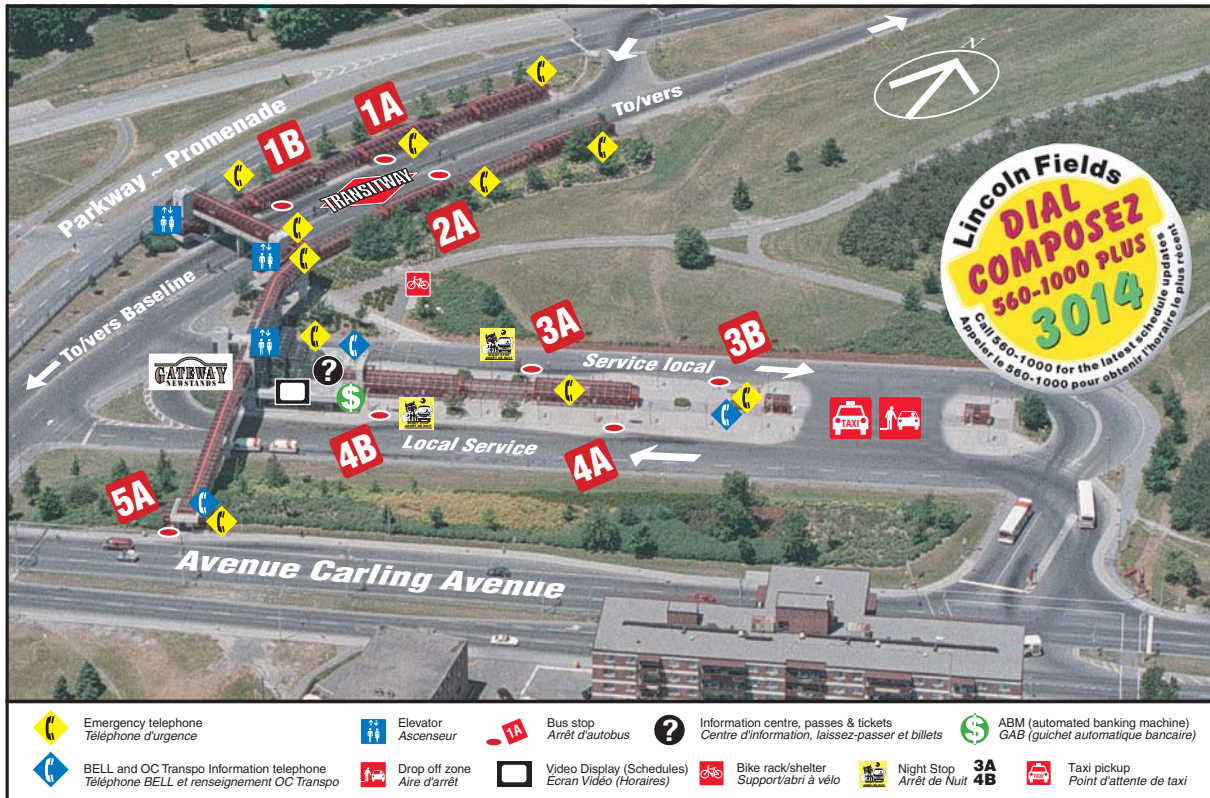 Parkway ~ Promenade
1A
1B
To/vers
N
TRANSITWAY
2A
To/vers Baseline
GATEWAY
NEWSTANDS
3A
3B
Service local
?
$
TAXI
4B
Local Service
4A
5A
Avenue Carling Avenue
Lincoln Fields
DIAL
COMPOSEZ
560-1000 PLUS
3014
Call 560-1000 for the latest schedule updates
Appeler le 560-1000 pour obtenir l'horaire le plus récent
Emergency telephone
Téléphone d'urgence
Elevator
Ascenseur
1A
Bus stop
Arrêt d'autobus
?
Information centre, passes & tickets
Centre d'information, laissez-passer et billets
$
ABM (automated banking machine)
GAB (guichet automatique bancaire)
BELL and OC Transpo Information telephone
Téléphone BELL et renseignement OC Transpo
Drop off zone
Aire d'arrêt
Video Display (Schedules)
Écran Vidéo (Horaires)
Bike rack/shelter
Support/abri à vélo
Night Stop 3A
Arrêt de Nuit 4B
TAXI
Taxi pickup
Point d'attente de taxi